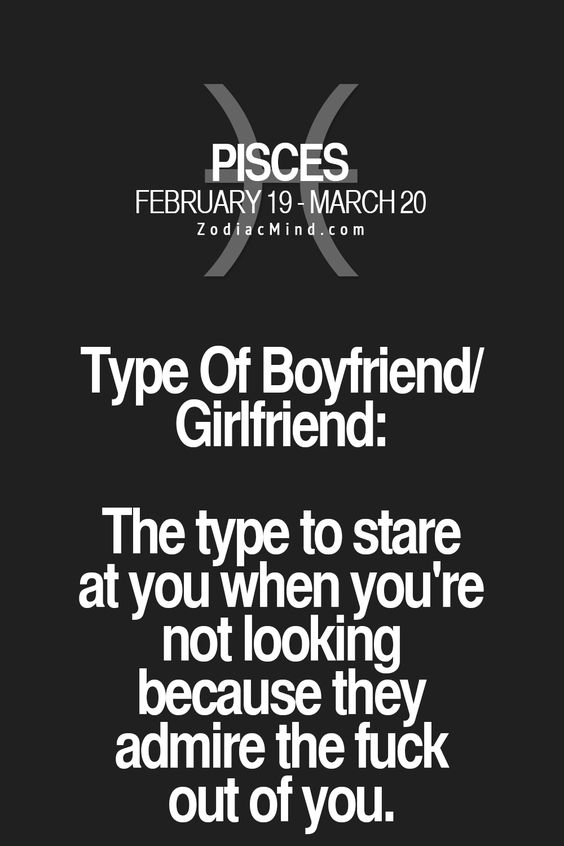 PISCES
FEBRUARY 19 - MARCH 20
ZodiacMind.com
Type Of Boyfriend/
Girlfriend:
The type to stare
at you when you're
not looking
because they
admire the fuck
out of you.